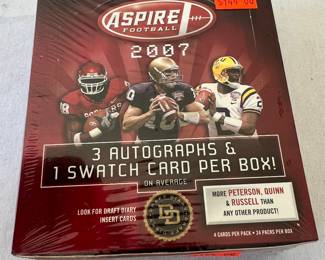 $144.00
ASPIRE
FOOTBALL
2007
3 AUTOGRAPHS &
1 SWATCH CARD PER BOX!
ON AVERAGE
LOOK FOR DRAFT DIARY
INSERT CARDS
DD
MORE PETERSON, QUINN
& RUSSELL THAN
ANY OTHER PRODUCT!
4 CARDS PER PACK • 24 PACKS PER BOX